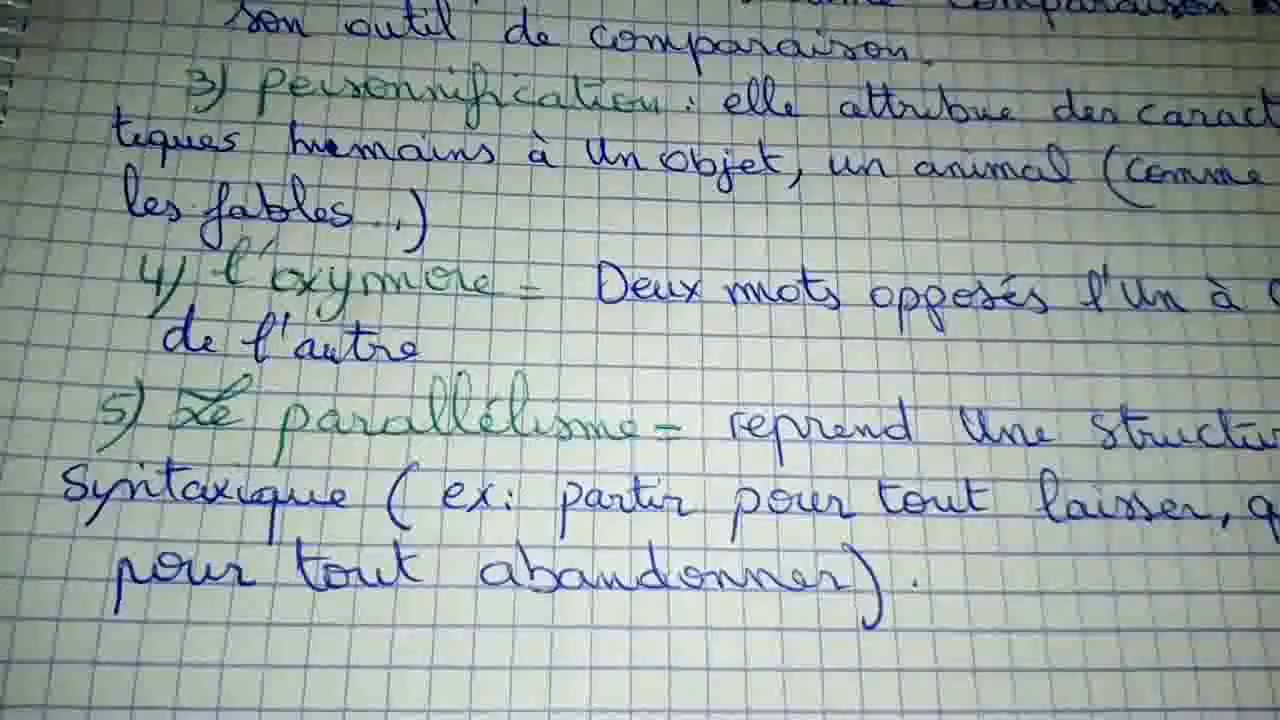 comparaison
son outil de comparaison.
3) personnification : elle attribue des caract
tiques humains à un objet, un animal (comme
les fables...)
4) l'oxymore = Deux mots opposés l'un à
de l'autre
5) Le parallélisme = reprend une structu
syntaxique (ex: partir pour tout laisser, q
pour tout abandonner).